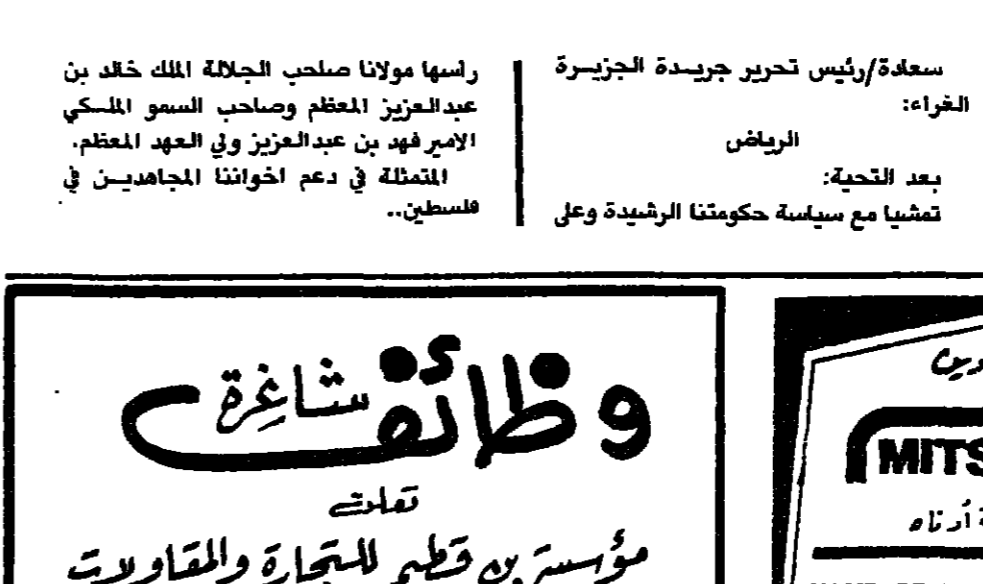 سعادة/رئيس تحرير جريدة الجزيرة
الغراء:
الرياض
بعد التحية:
تمشيا مع سياسة حكومتنا الرشيدة وعلى
رأسها مولانا صاحب الجلالة الملك خالد بن
عبدالعزيز المعظم وصاحب السمو الملكي
الامير فهد بن عبدالعزيز ولي العهد المعظم.
المتمثلة في دعم اخواننا المجاهدين في
فلسطين..
وظائف شاغرة
تعلن
مؤسسة بن قطيم للتجارة والمقاولات
MITS
أدناه